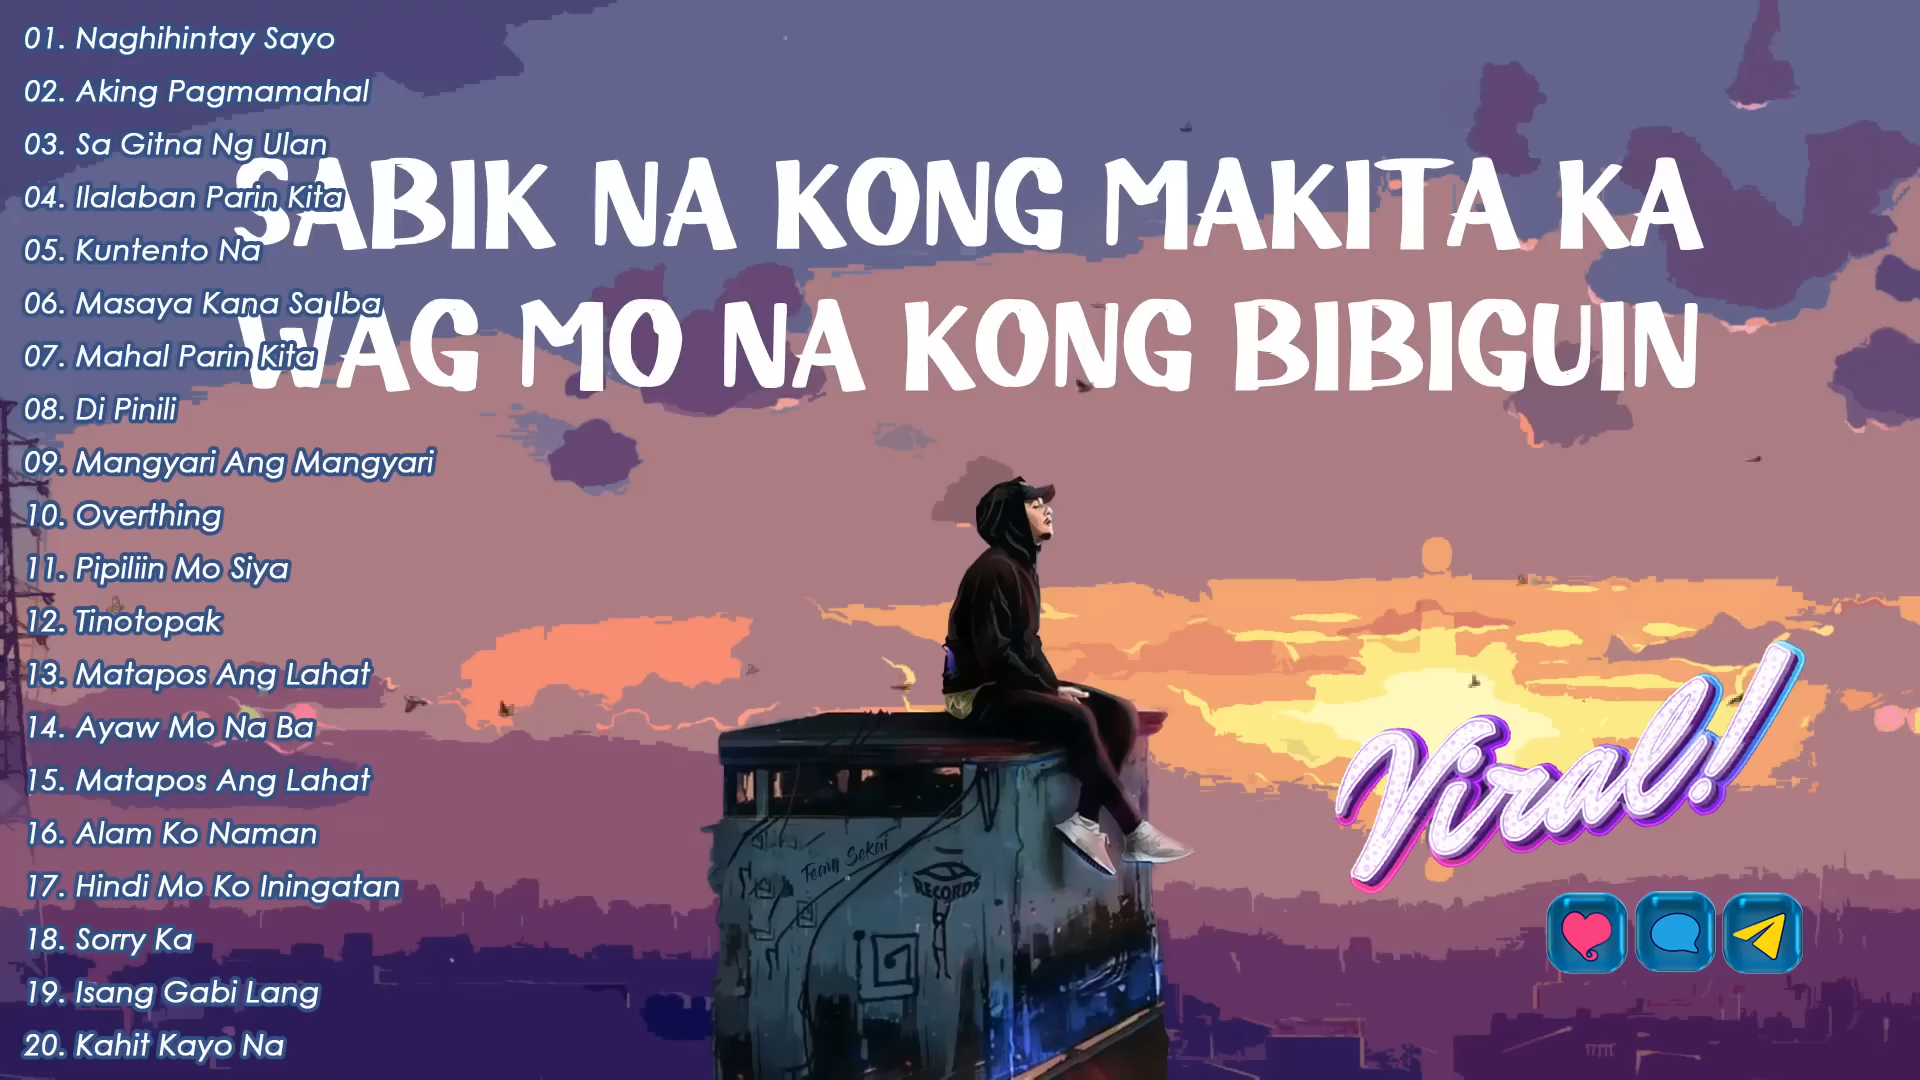 01. Naghihintay Sayo
02. Aking Pagmamahal
03. Sa Gitna Ng Ulan
04. Ilalaban Parin Kita
05. Kuntento Na
06. Masaya Kana Sa Iba
07. Mahal Parin Kita
08. Di Pinili
09. Mangyari Ang Mangyari
10. Overthing
11. Pipiliin Mo Siya
12. Tinotopak
13. Matapos Ang Lahat
14. Ayaw Mo Na Ba
15. Matapos Ang Lahat
16. Alam Ko Naman
17. Hindi Mo Ko Iningatan
18. Sorry Ka
19. Isang Gabi Lang
20. Kahit Kayo Na
SABIK NA KONG MAKITA KA
WAG MO NA KONG BIBIGUIN
Team Sekai
RECORDS
Viral!